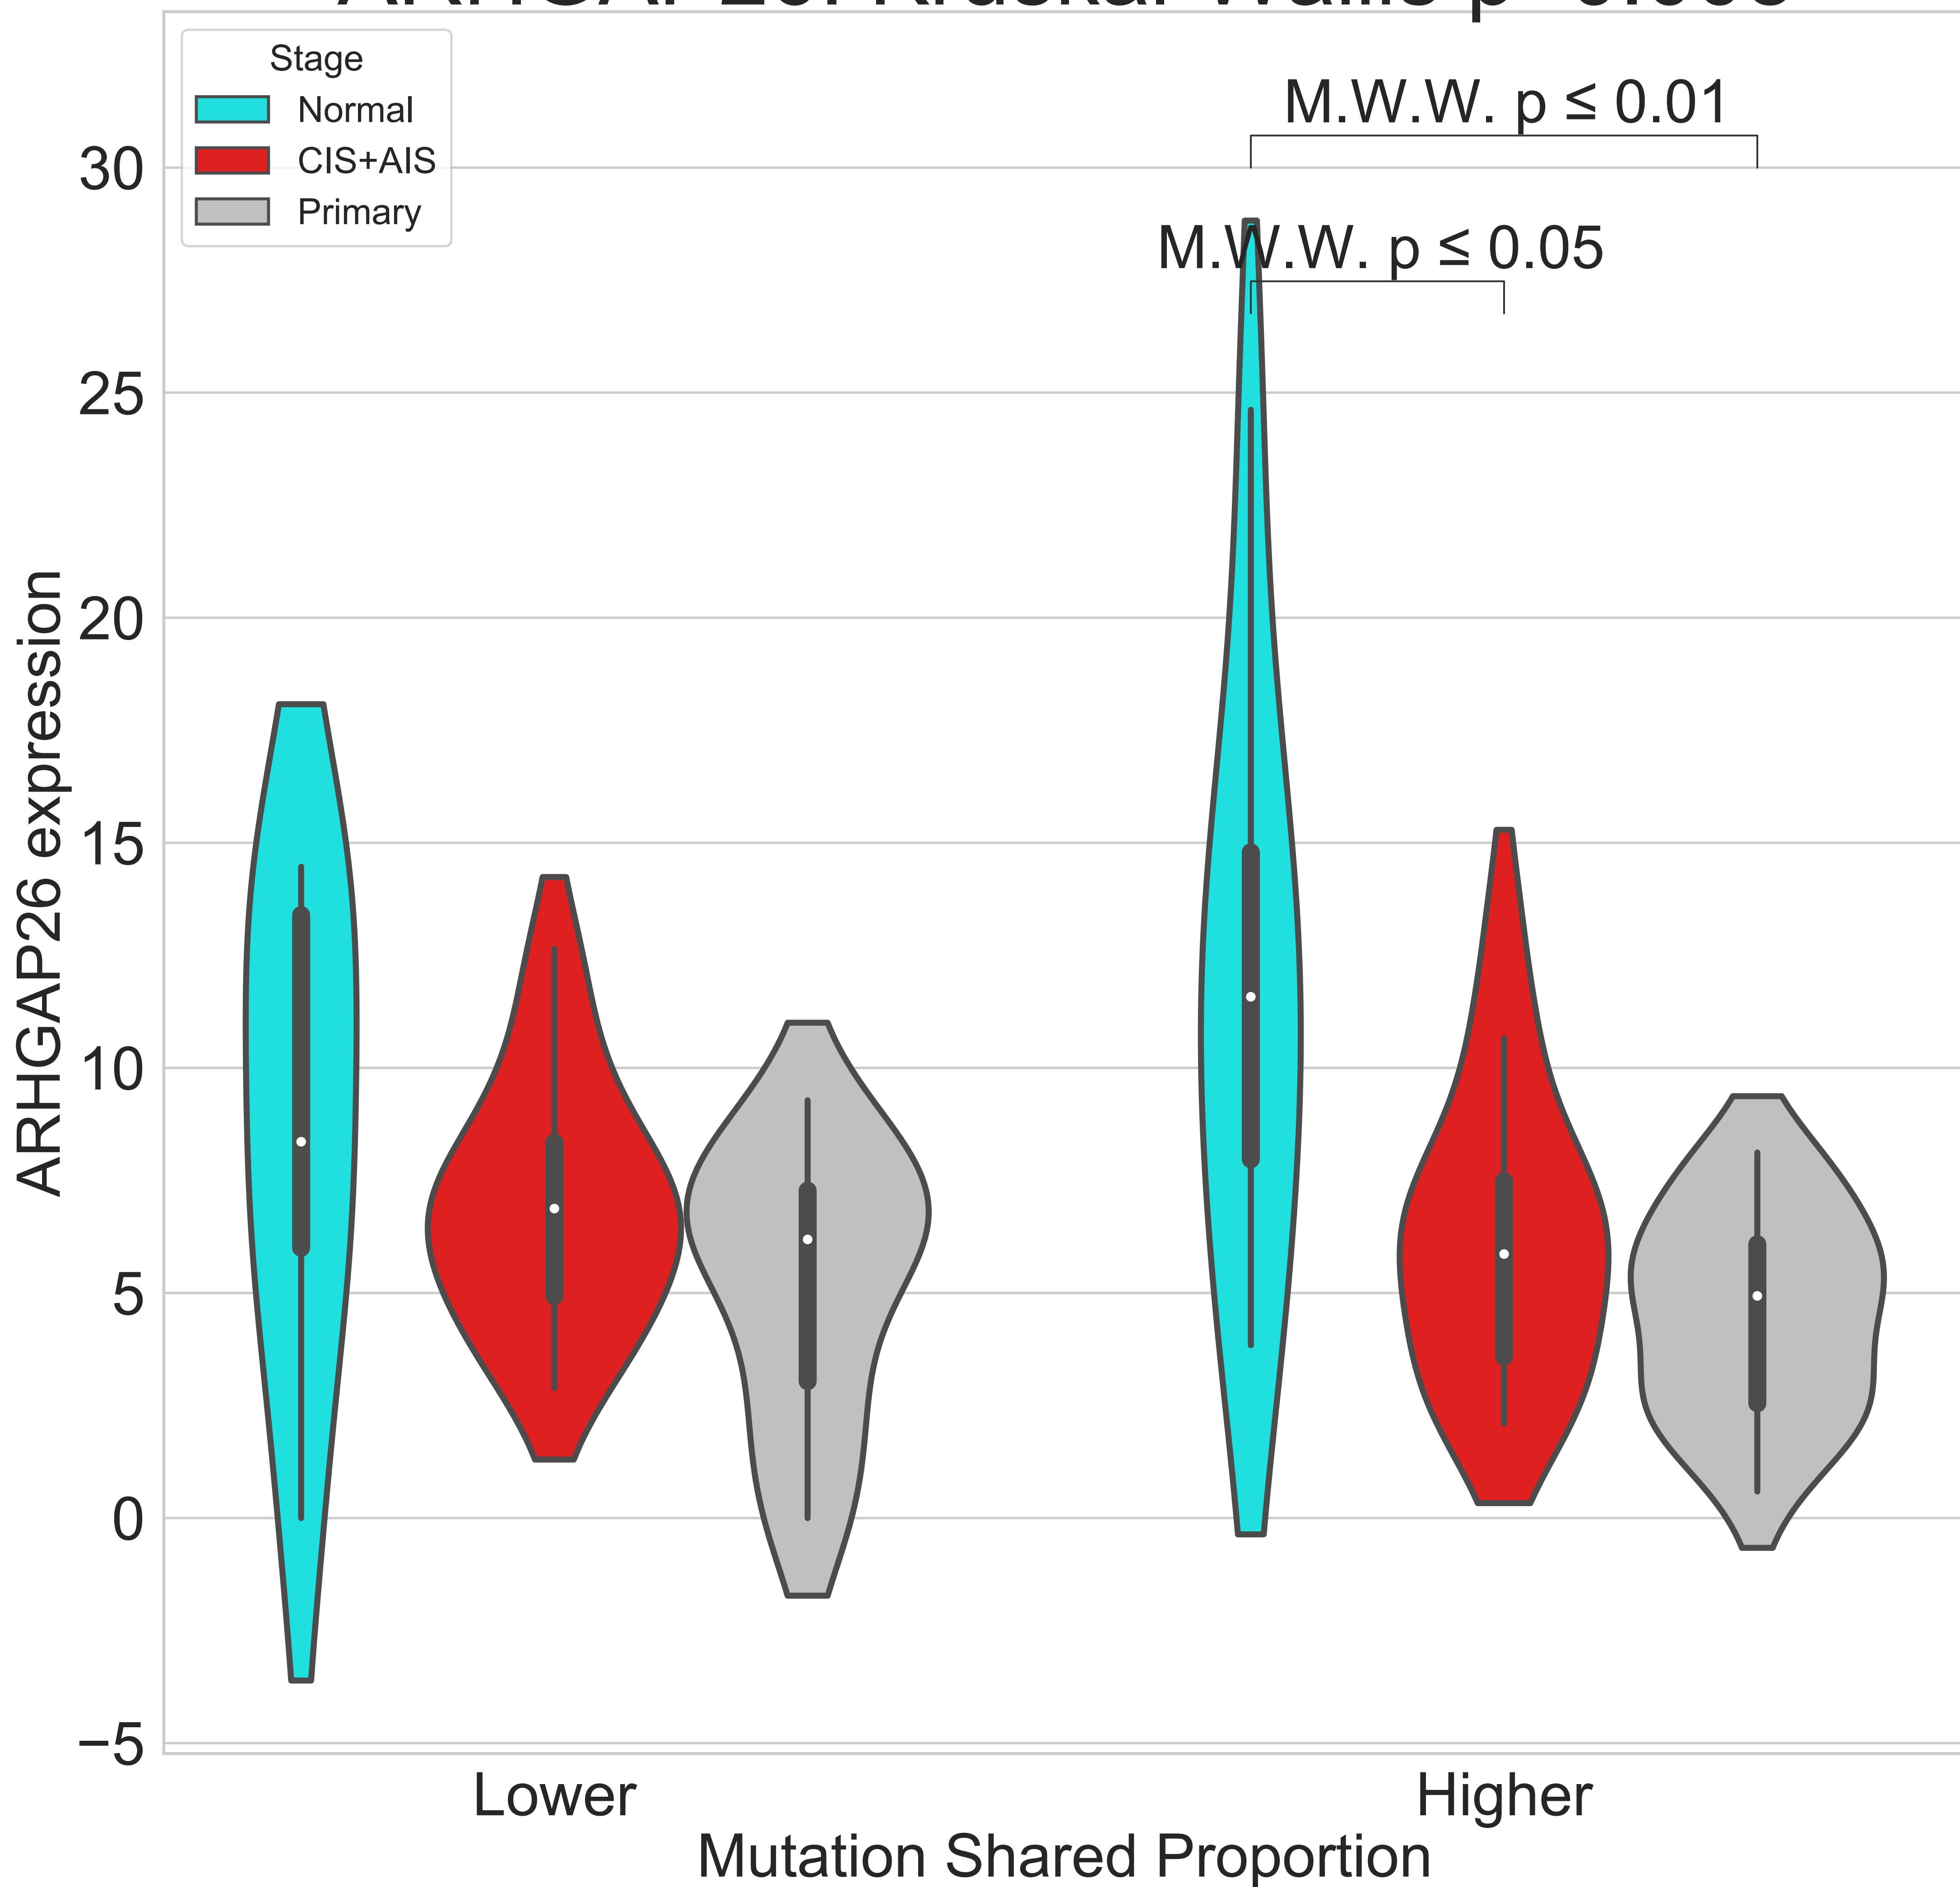 Stage
Normal
CIS+AIS
Primary
M.W.W. p ≤ 0.01
M.W.W. p ≤ 0.05
30
25
20
15
10
5
0
−5
ARHGAP26 expression
Lower
Higher
Mutation Shared Proportion